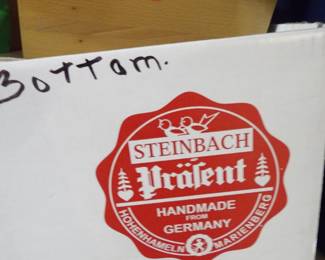 Bottom.
STEINBACH
Präsent
HANDMADE
FROM
GERMANY
HOHENHAMELN MARIENBERG